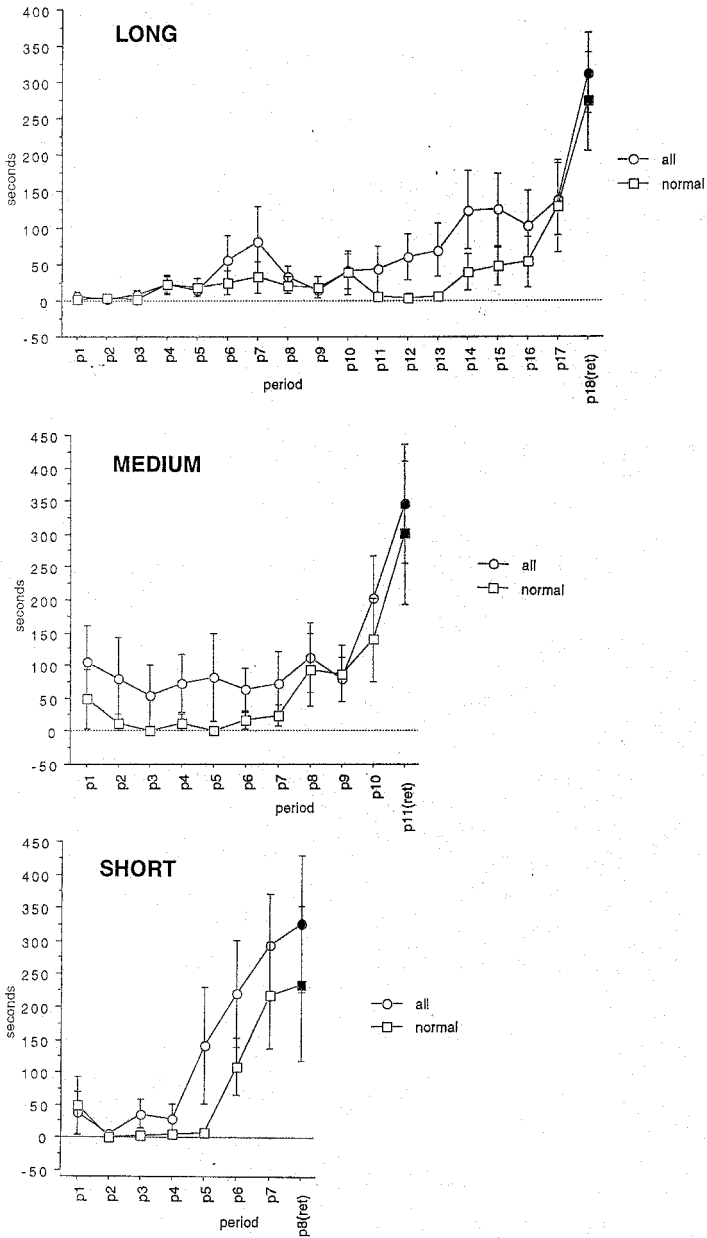 LONG
400
350
300
250
200
150
100
50
0
-50
seconds
all
normal
p1 p2 p3 p4 p5 p6 p7 p8 p9 p10 p11 p12 p13 p14 p15 p16 p17 p18(ret)
period
MEDIUM
450
400
350
300
250
200
150
100
50
0
-50
seconds
all
normal
p1 p2 p3 p4 p5 p6 p7 p8 p9 p10 p11(ret)
period
SHORT
450
400
350
300
250
200
150
100
50
0
-50
seconds
all
normal
p1 p2 p3 p4 p5 p6 p7 p8(ret)
period